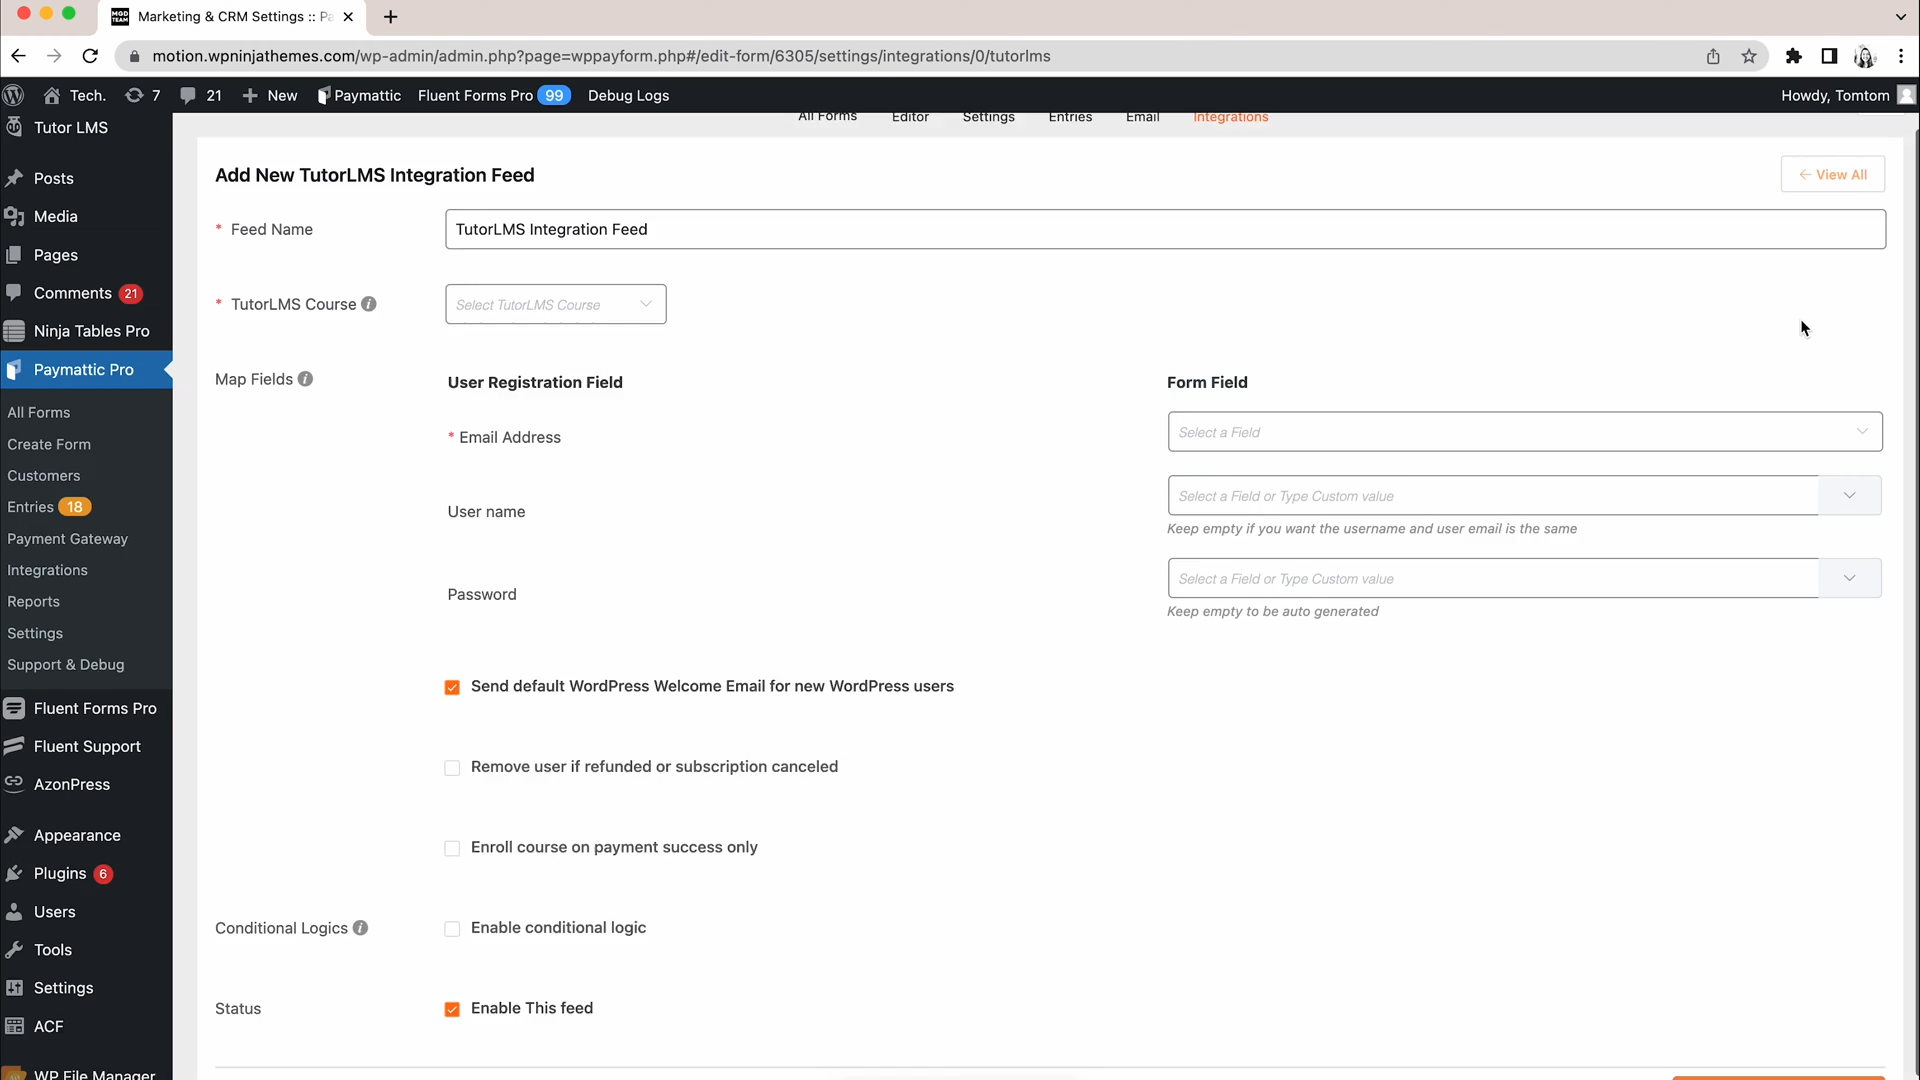 Marketing & CRM Settings :: Pa
motion.wpninjathemes.com/wp-admin/admin.php?page=wppayform.php#/edit-form/6305/settings/integrations/0/tutorlms
Tech. 7 21 New Paymattic Fluent Forms Pro 99 Debug Logs Howdy, Tomtom
All Forms Editor Settings Entries Email Integrations
Tutor LMS
Posts
Media
Pages
Comments 21
Ninja Tables Pro
Paymattic Pro
All Forms
Create Form
Customers
Entries 18
Payment Gateway
Integrations
Reports
Settings
Support & Debug
Fluent Forms Pro
Fluent Support
AzonPress
Appearance
Plugins 6
Users
Tools
Settings
ACF
WP File Manager
Add New TutorLMS Integration Feed
← View All
* Feed Name
TutorLMS Integration Feed
* TutorLMS Course
Select TutorLMS Course
Map Fields
User Registration Field
Form Field
* Email Address
Select a Field
User name
Select a Field or Type Custom value
Keep empty if you want the username and user email is the same
Password
Select a Field or Type Custom value
Keep empty to be auto generated
Send default WordPress Welcome Email for new WordPress users
Remove user if refunded or subscription canceled
Enroll course on payment success only
Conditional Logics
Enable conditional logic
Status
Enable This feed